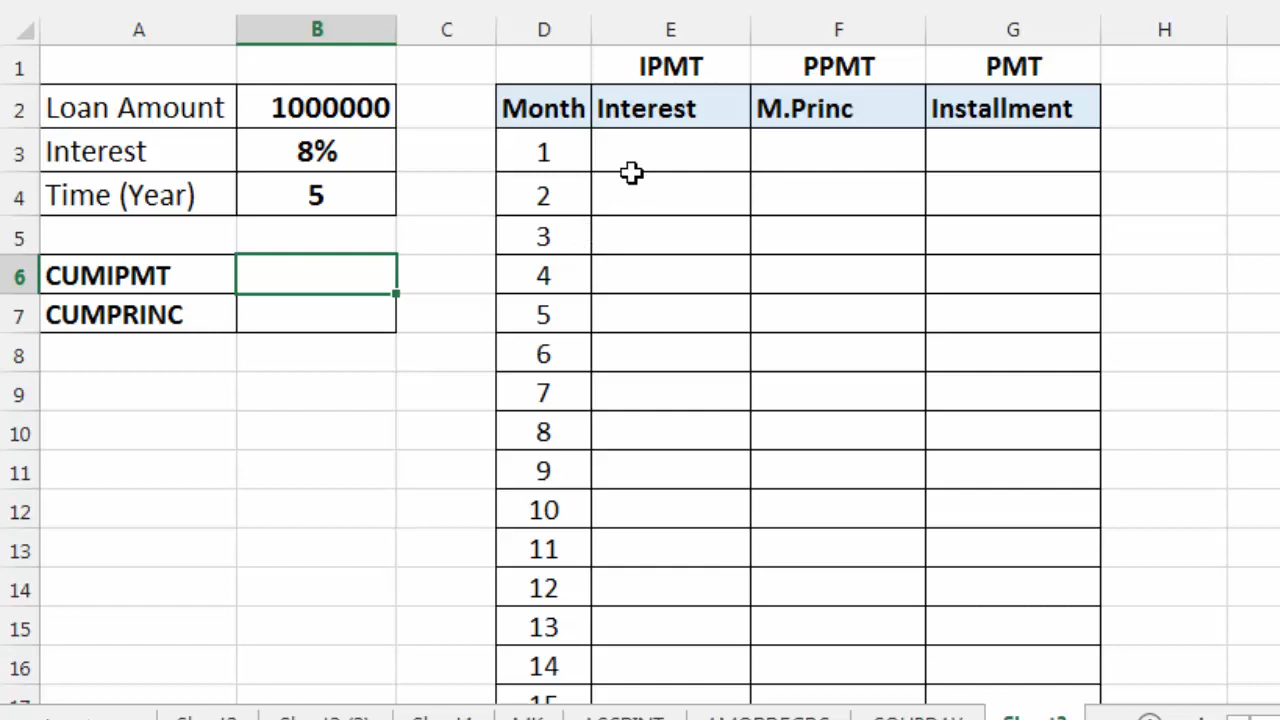 A B C D E F G H
1 IPMT PPMT PMT
2 Loan Amount 1000000 Month Interest M.Princ Installment
3 Interest 8% 1
4 Time (Year) 5 2
5 3
6 CUMIPMT 4
7 CUMPRINC 5
8 6
9 7
10 8
11 9
12 10
13 11
14 12
15 13
16 14
17 15